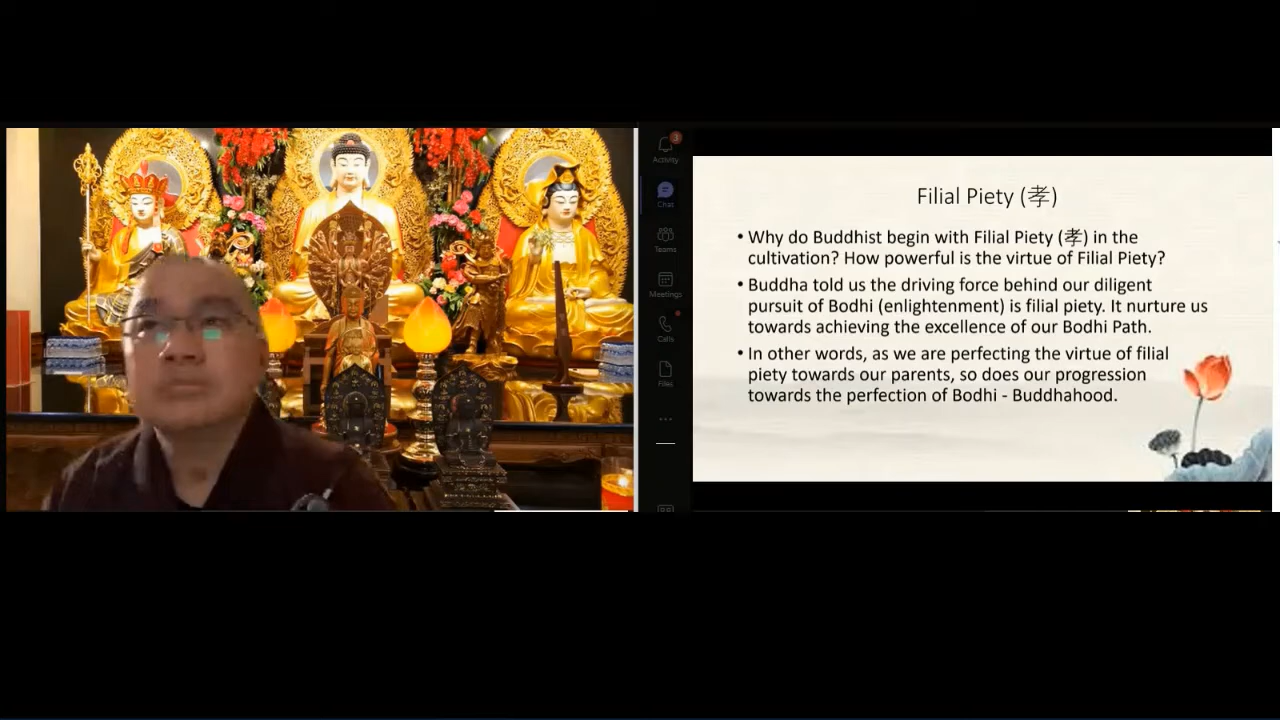 Activity
Chat
Teams
Meetings
Calls
Files
Filial Piety (孝)
• Why do Buddhist begin with Filial Piety (孝) in the
cultivation? How powerful is the virtue of Filial Piety?
• Buddha told us the driving force behind our diligent
pursuit of Bodhi (enlightenment) is filial piety. It nurture us
towards achieving the excellence of our Bodhi Path.
• In other words, as we are perfecting the virtue of filial
piety towards our parents, so does our progression
towards the perfection of Bodhi - Buddhahood.